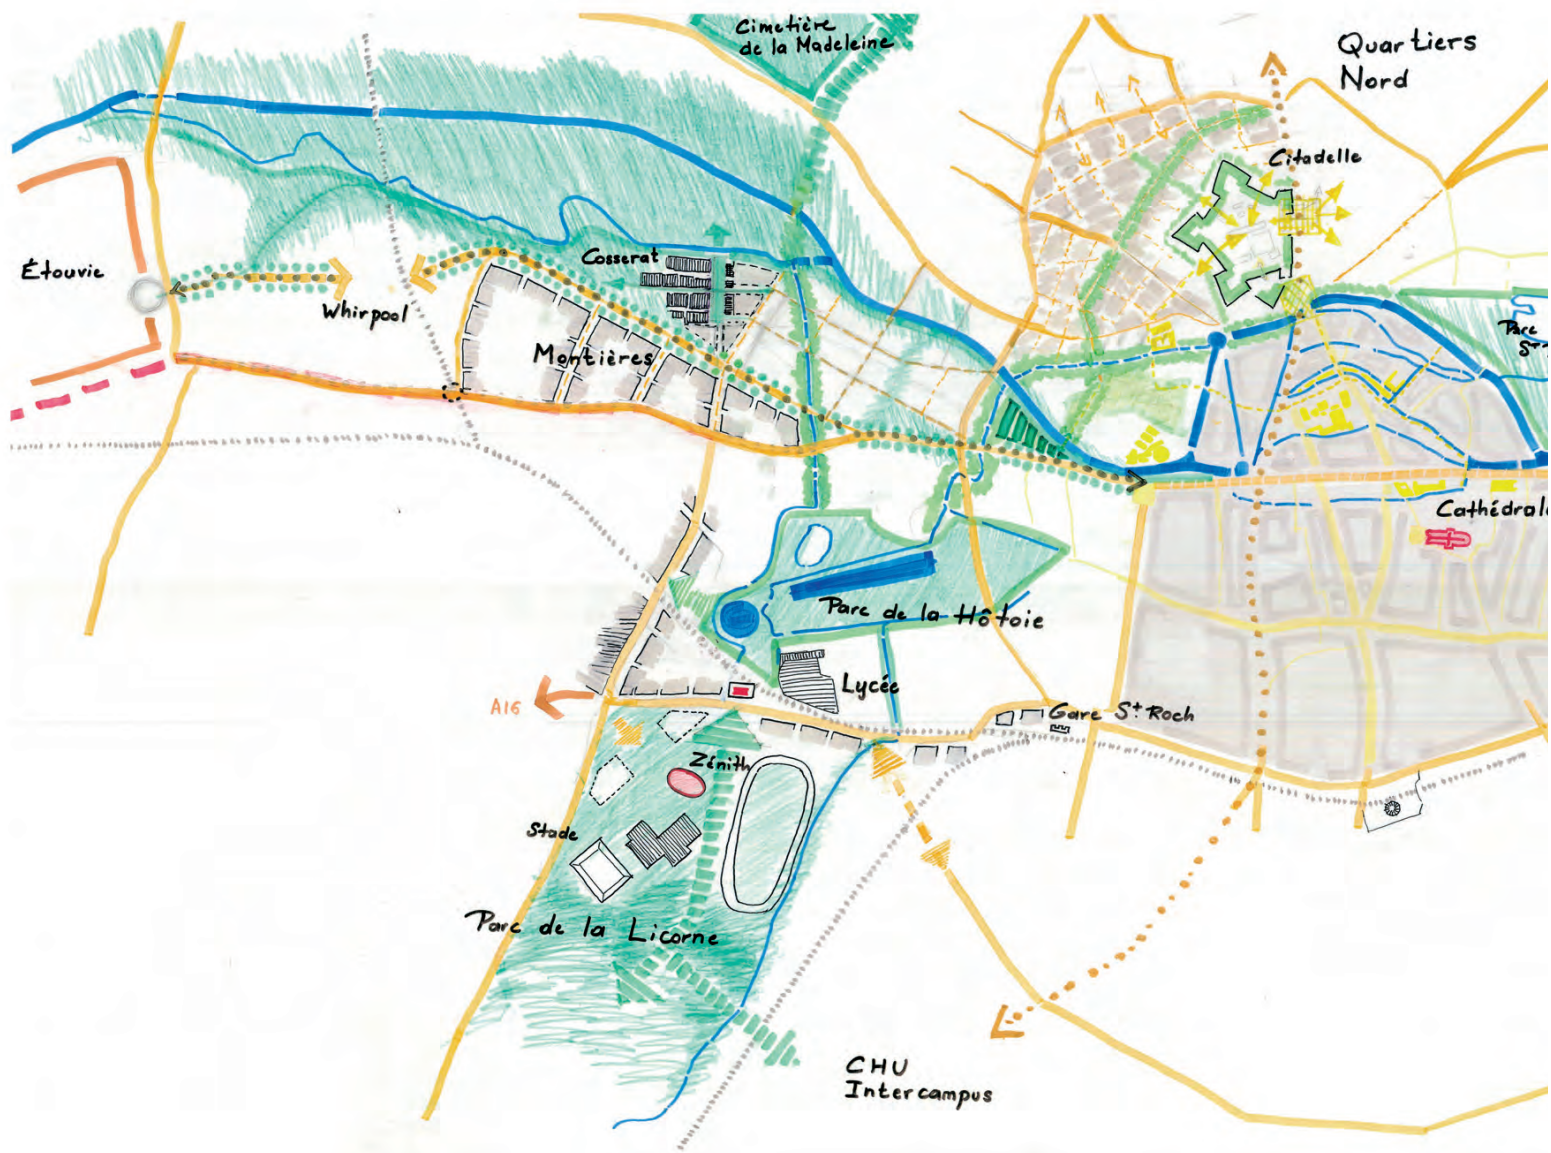 Cimetière
de la Madeleine
Quartiers
Nord
Citadelle
Étouvie
Cosserat
Whirpool
Montières
Parc
Cathédrale
Parc de la Hôtoie
Lycée
A16
Gare St Roch
Zénith
Stade
Parc de la Licorne
CHU
Intercampus